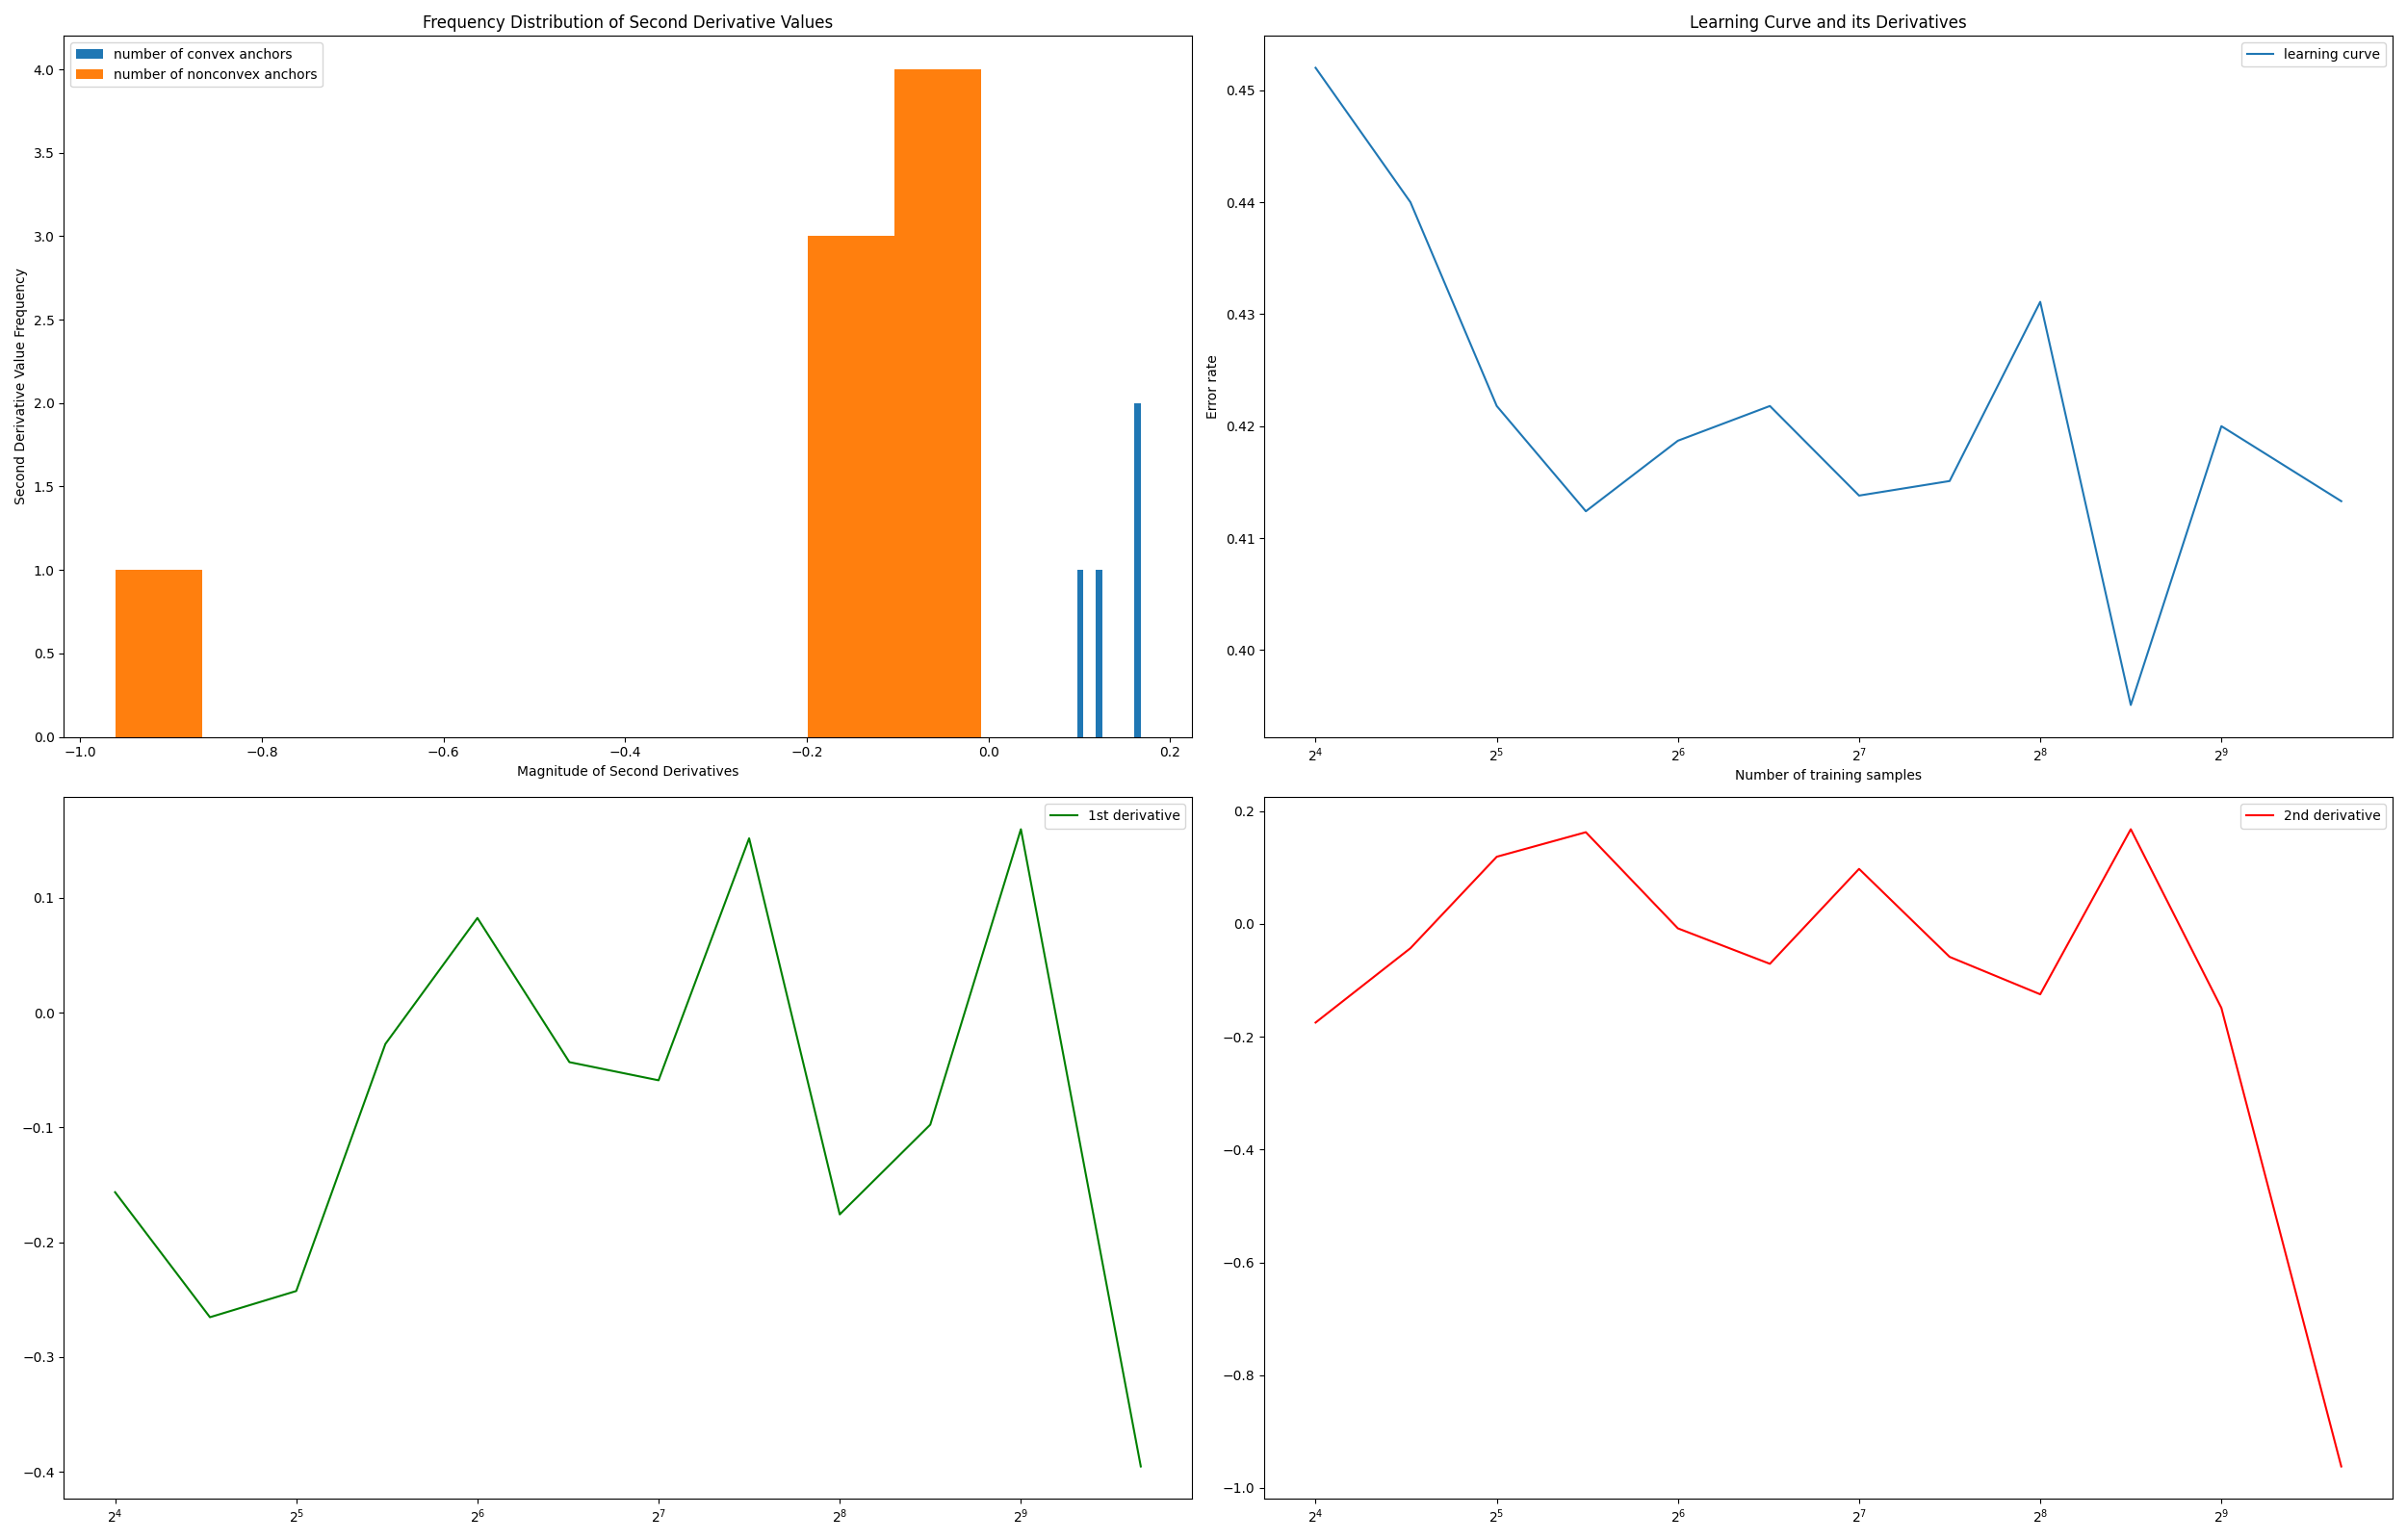 Frequency Distribution of Second Derivative Values
number of convex anchors
number of nonconvex anchors
4.0
3.5
3.0
2.5
2.0
1.5
1.0
0.5
0.0
Second Derivative Value Frequency
−1.0 −0.8 −0.6 −0.4 −0.2 0.0 0.2
Magnitude of Second Derivatives
Learning Curve and its Derivatives
learning curve
0.45
0.44
0.43
0.42
0.41
0.40
Error rate
2⁴ 2⁵ 2⁶ 2⁷ 2⁸ 2⁹
Number of training samples
1st derivative
0.1
0.0
−0.1
−0.2
−0.3
−0.4
2⁴ 2⁵ 2⁶ 2⁷ 2⁸ 2⁹
2nd derivative
0.2
0.0
−0.2
−0.4
−0.6
−0.8
−1.0
2⁴ 2⁵ 2⁶ 2⁷ 2⁸ 2⁹